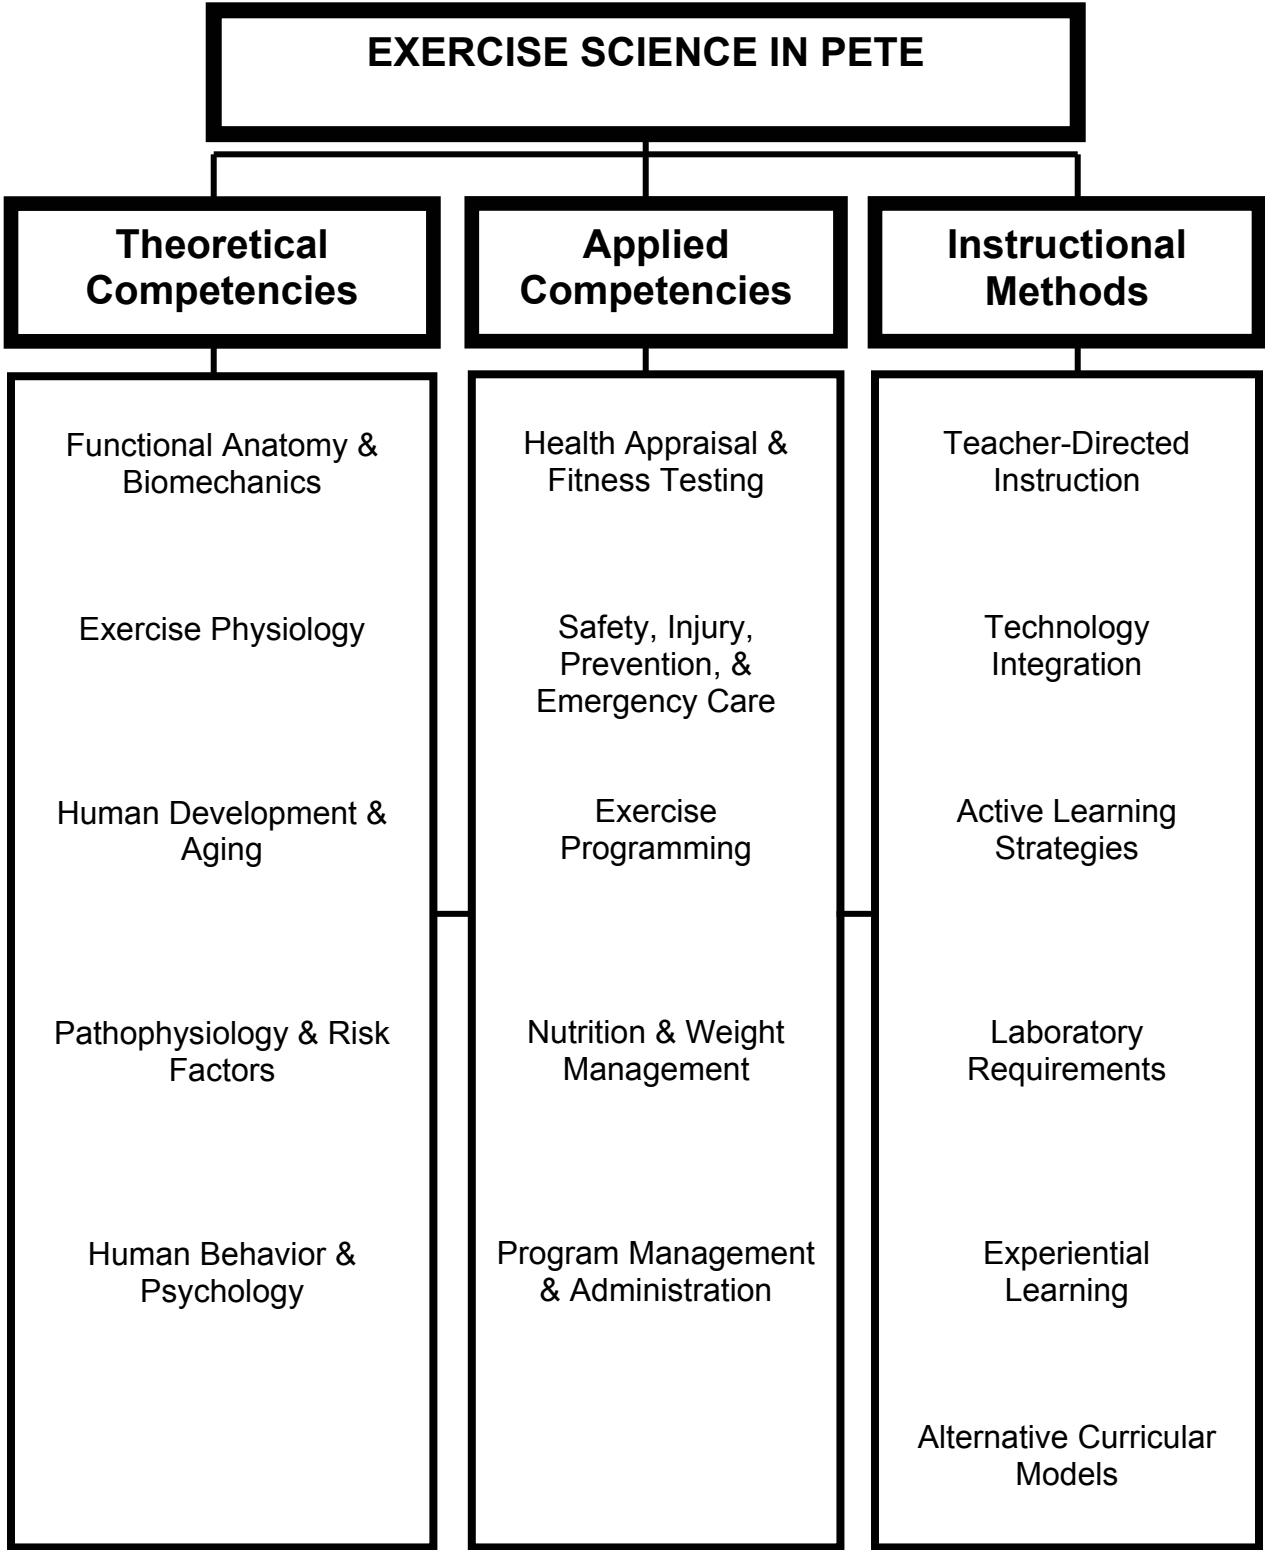 EXERCISE SCIENCE IN PETE
Theoretical
Competencies
Applied
Competencies
Instructional
Methods
Functional Anatomy &
Biomechanics
Exercise Physiology
Human Development &
Aging
Pathophysiology & Risk
Factors
Human Behavior &
Psychology
Health Appraisal &
Fitness Testing
Safety, Injury,
Prevention, &
Emergency Care
Exercise
Programming
Nutrition & Weight
Management
Program Management
& Administration
Teacher-Directed
Instruction
Technology
Integration
Active Learning
Strategies
Laboratory
Requirements
Experiential
Learning
Alternative Curricular
Models